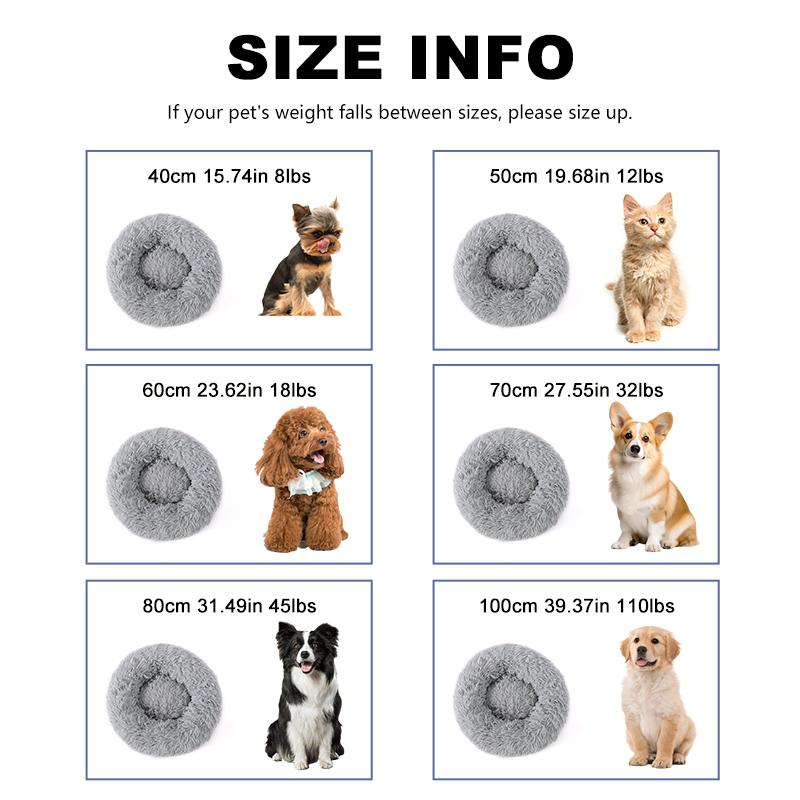 SIZE INFO
If your pet's weight falls between sizes, please size up.
40cm 15.74in 8lbs
50cm 19.68in 12lbs
60cm 23.62in 18lbs
70cm 27.55in 32lbs
80cm 31.49in 45lbs
100cm 39.37in 110lbs